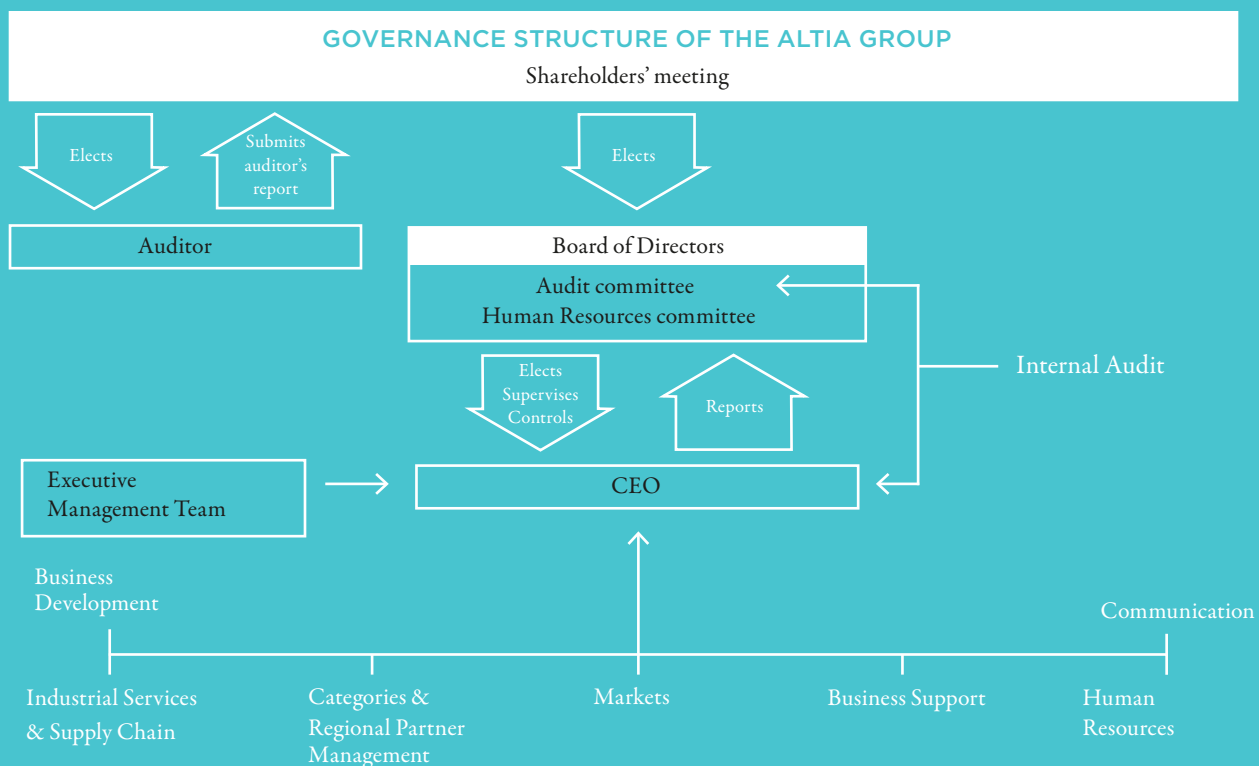 GOVERNANCE STRUCTURE OF THE ALTIA GROUP
Shareholders’ meeting
Elects
Submits
auditor’s
report
Elects
Auditor
Board of Directors
Audit committee
Human Resources committee
Elects
Supervises
Controls
Reports
Internal Audit
Executive
Management Team
CEO
Business
Development
Communication
Industrial Services
& Supply Chain
Categories &
Regional Partner
Management
Markets
Business Support
Human
Resources